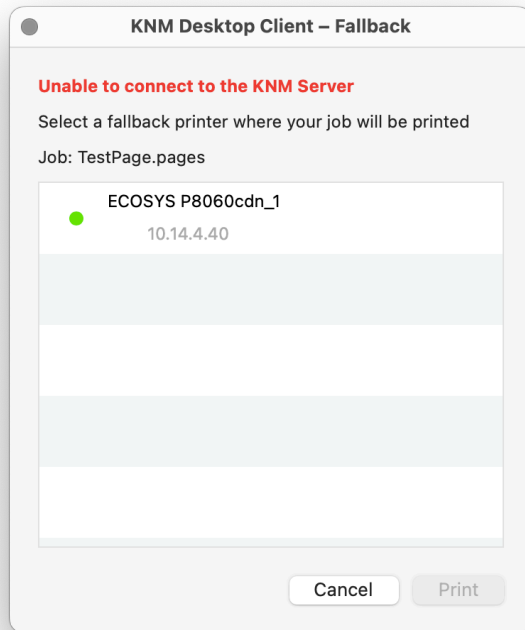 KNM Desktop Client – Fallback
Unable to connect to the KNM Server
Select a fallback printer where your job will be printed
Job: TestPage.pages
ECOSYS P8060cdn_1
10.14.4.40
Cancel
Print